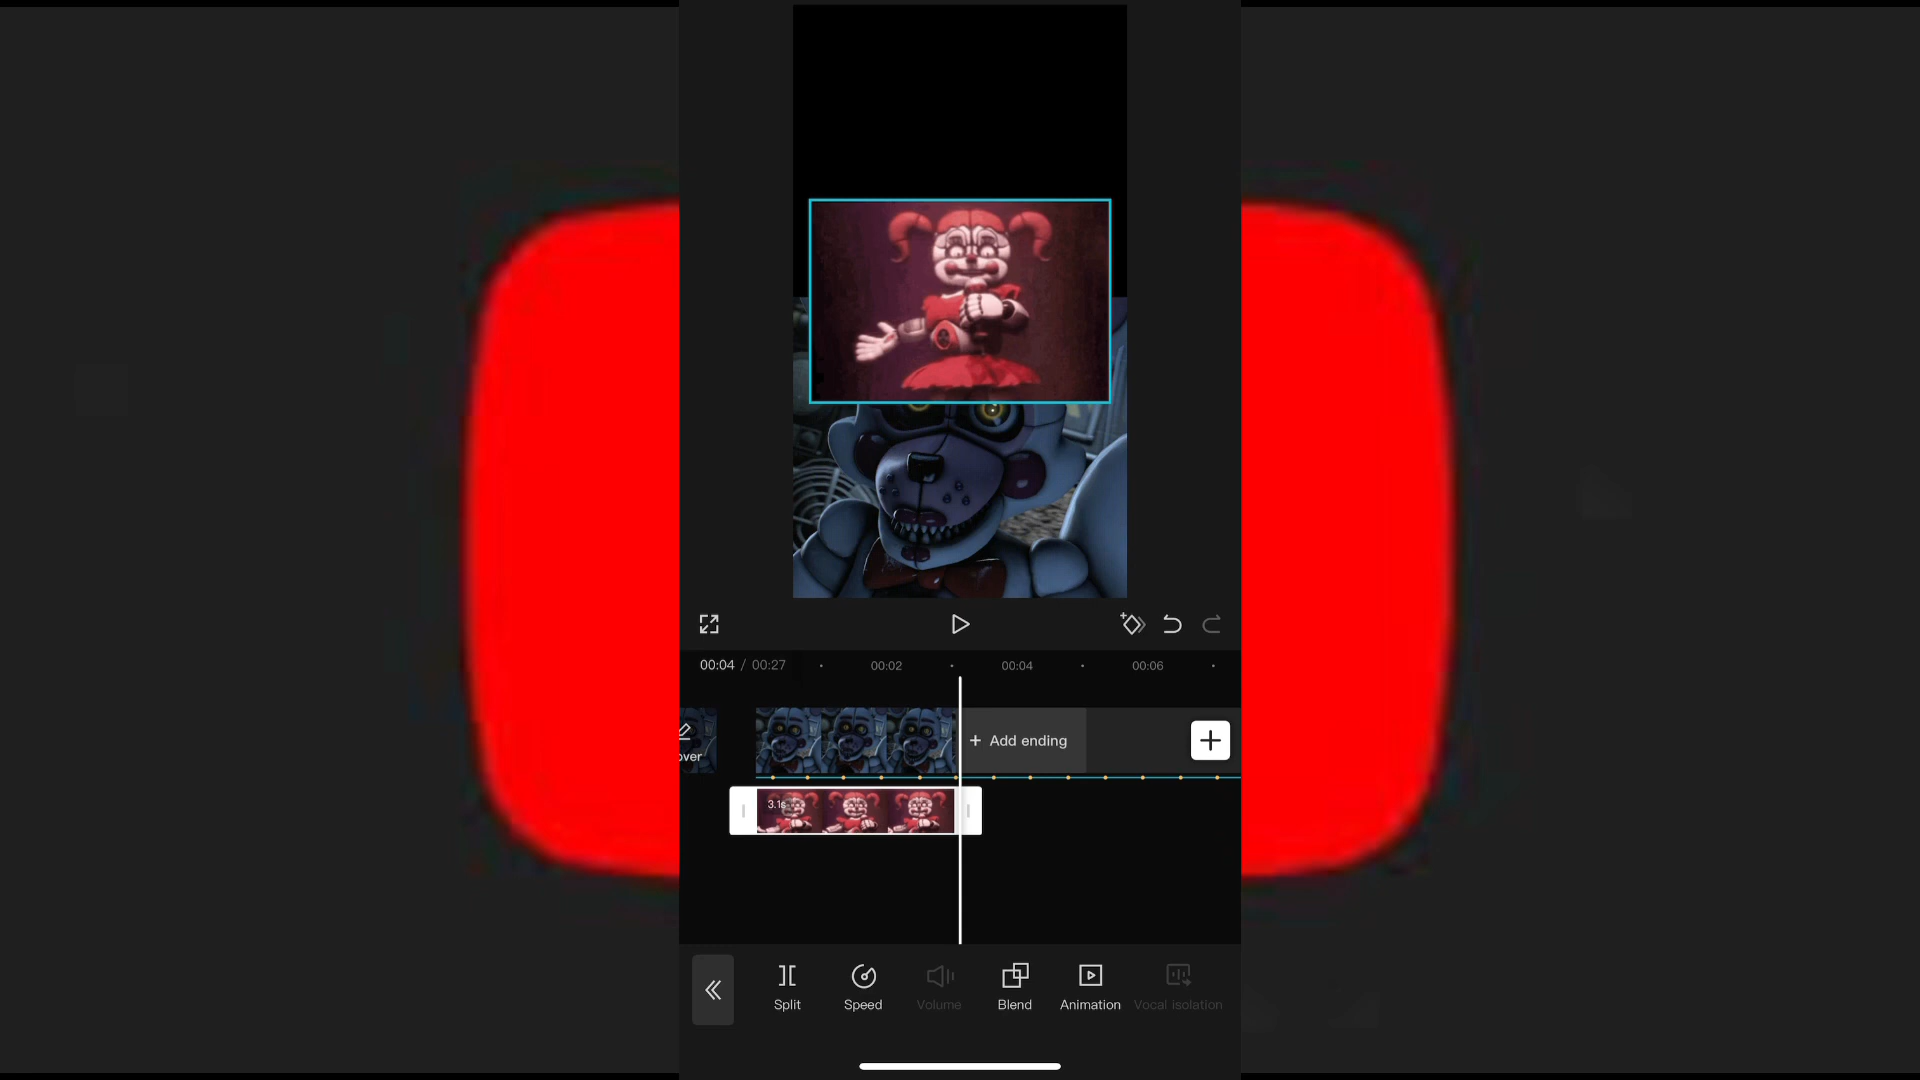 00:04 / 00:27 00:02 00:04 00:06
over
+ Add ending
3.1s
Split Speed Volume Blend Animation Vocal isolation